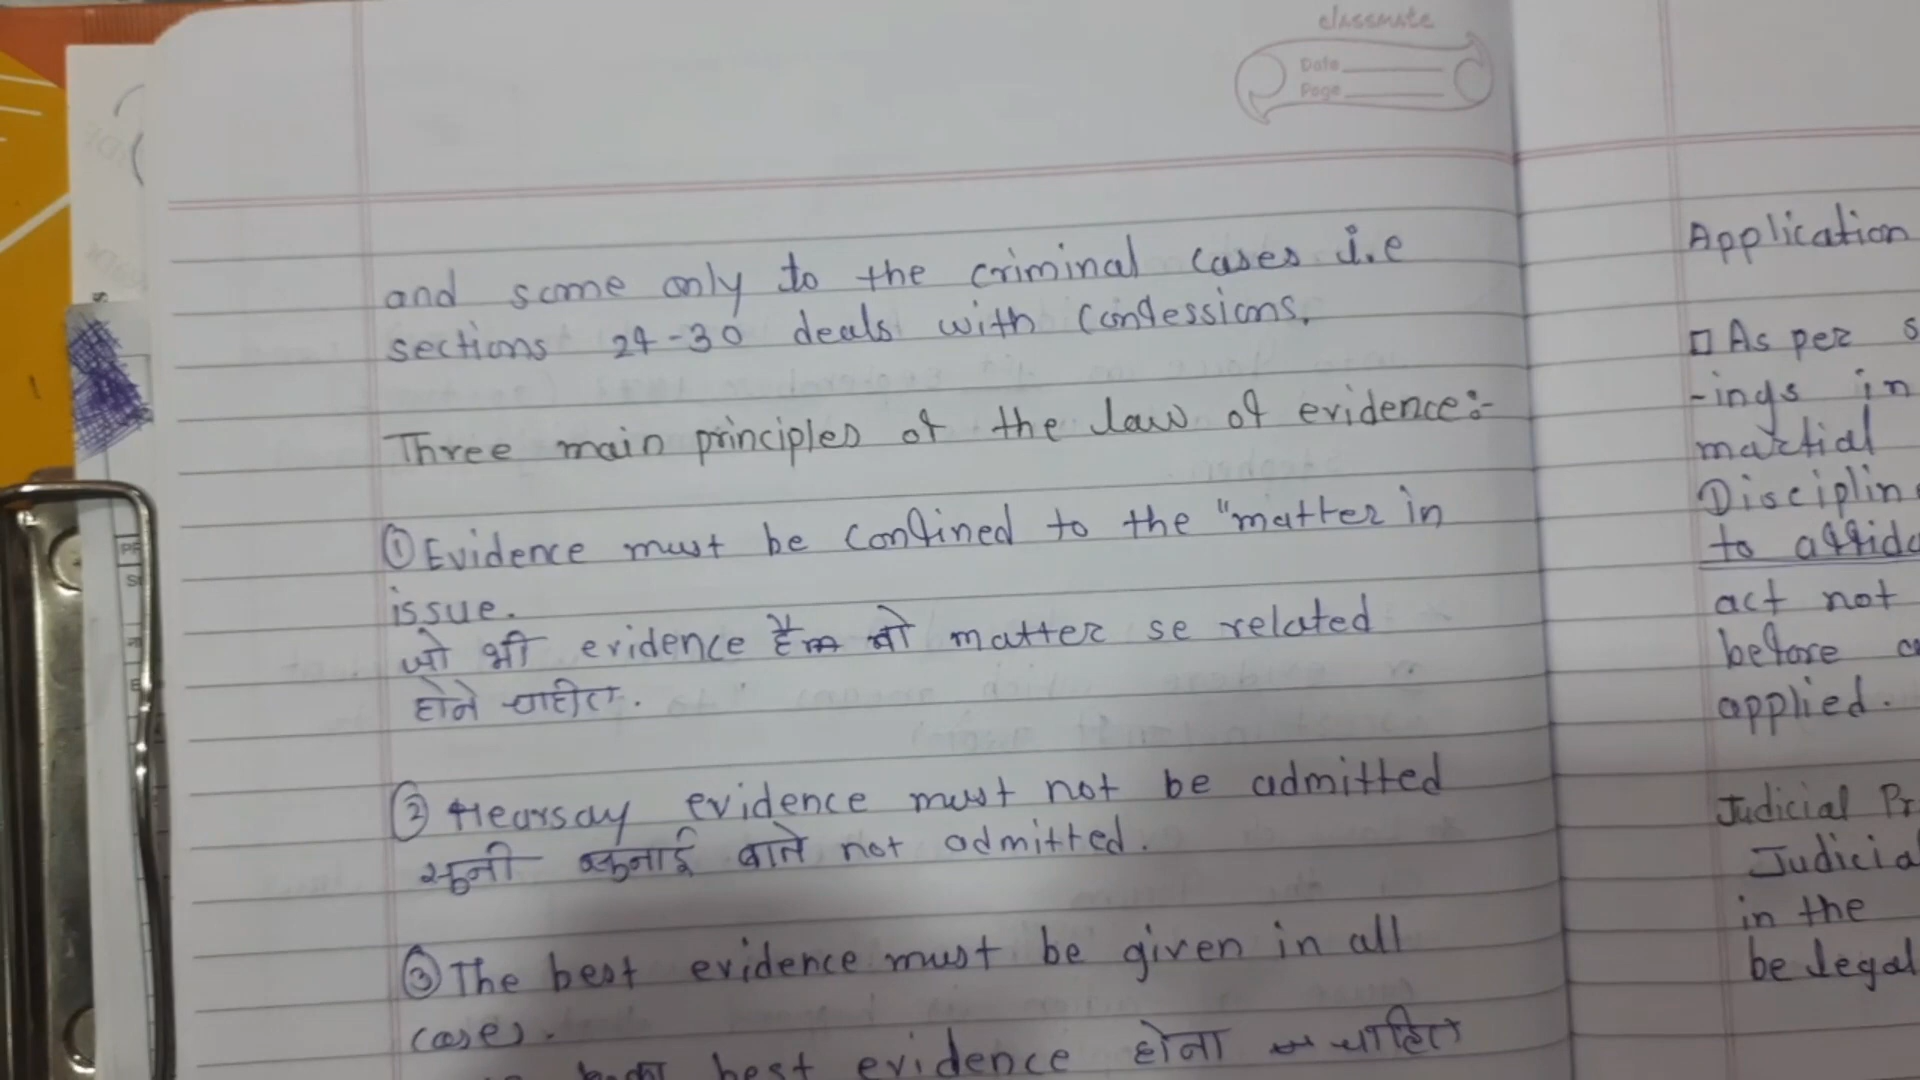 classmate
Date
Page
and some only to the criminal cases i.e
sections 24-30 deals with confessions.
Three main principles of the law of evidence:-
① Evidence must be confined to the "matter in
issue.
जो भी evidence हैं वो matter se related
होने चाहीए.
② Hearsay evidence must not be admitted
सुनी सुनाई बाते not admitted.
③ The best evidence must be given in all
cases.
best evidence होना चाहिए
Application
□ As per s
-ings in
martial
Disciplin
to affida
act not
before a
applied.
Judicial Pr
Judicia
in the
be legal